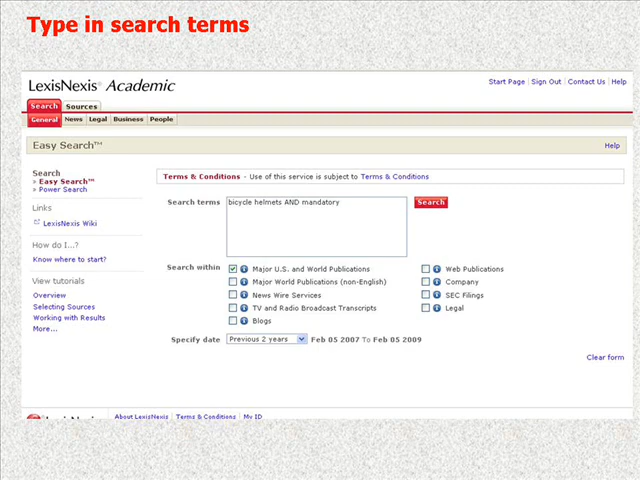 Type in search terms
LexisNexis® Academic
Start Page | Sign Out | Contact Us | Help
Search Sources
General News Legal Business People
Easy Search™
Help
Search
Easy Search™
Power Search
Links
LexisNexis Wiki
How do I...?
Know where to start?
View tutorials
Overview
Selecting Sources
Working with Results
More...
Terms & Conditions - Use of this service is subject to Terms & Conditions
Search terms
bicycle helmets AND mandatory
Search
Search within
Major U.S. and World Publications
Major World Publications (non-English)
News Wire Services
TV and Radio Broadcast Transcripts
Blogs
Web Publications
Company
SEC Filings
Legal
Specify date
Previous 2 years
Feb 05 2007 To Feb 05 2009
Clear form
About LexisNexis | Terms & Conditions | My ID